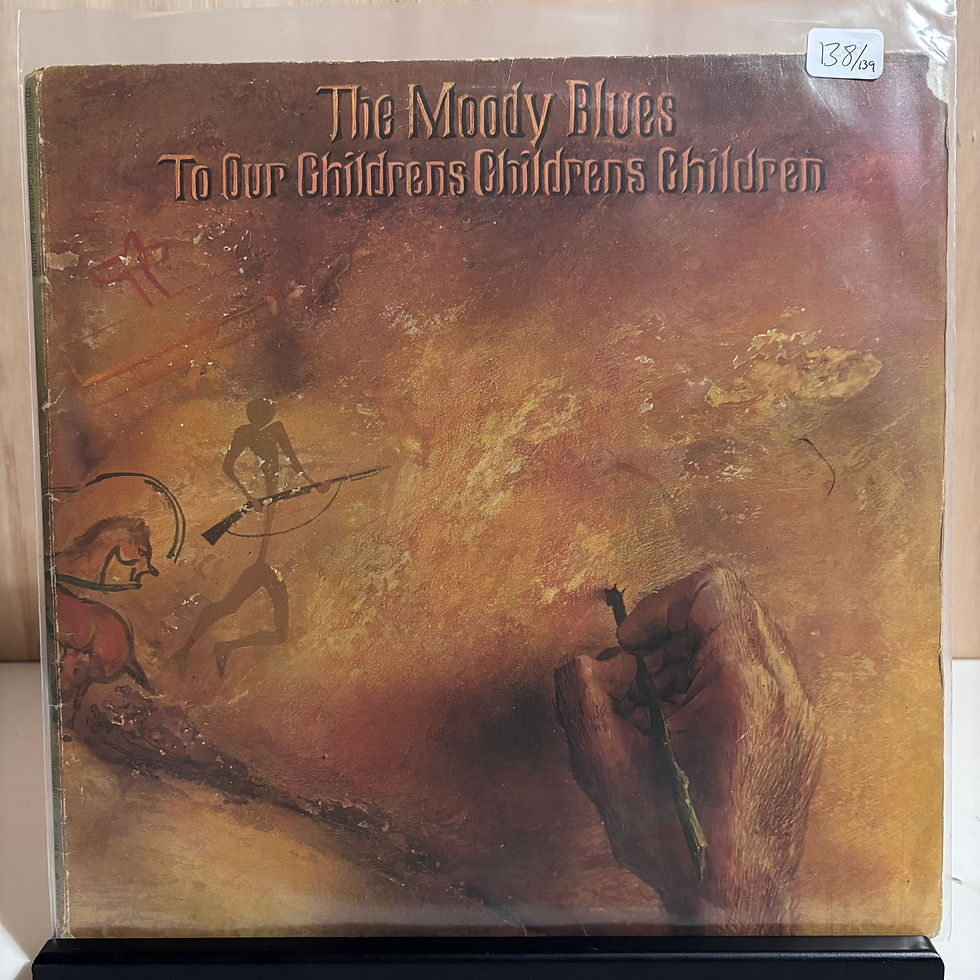 138/139
The Moody Blues
To Our Childrens Childrens Children